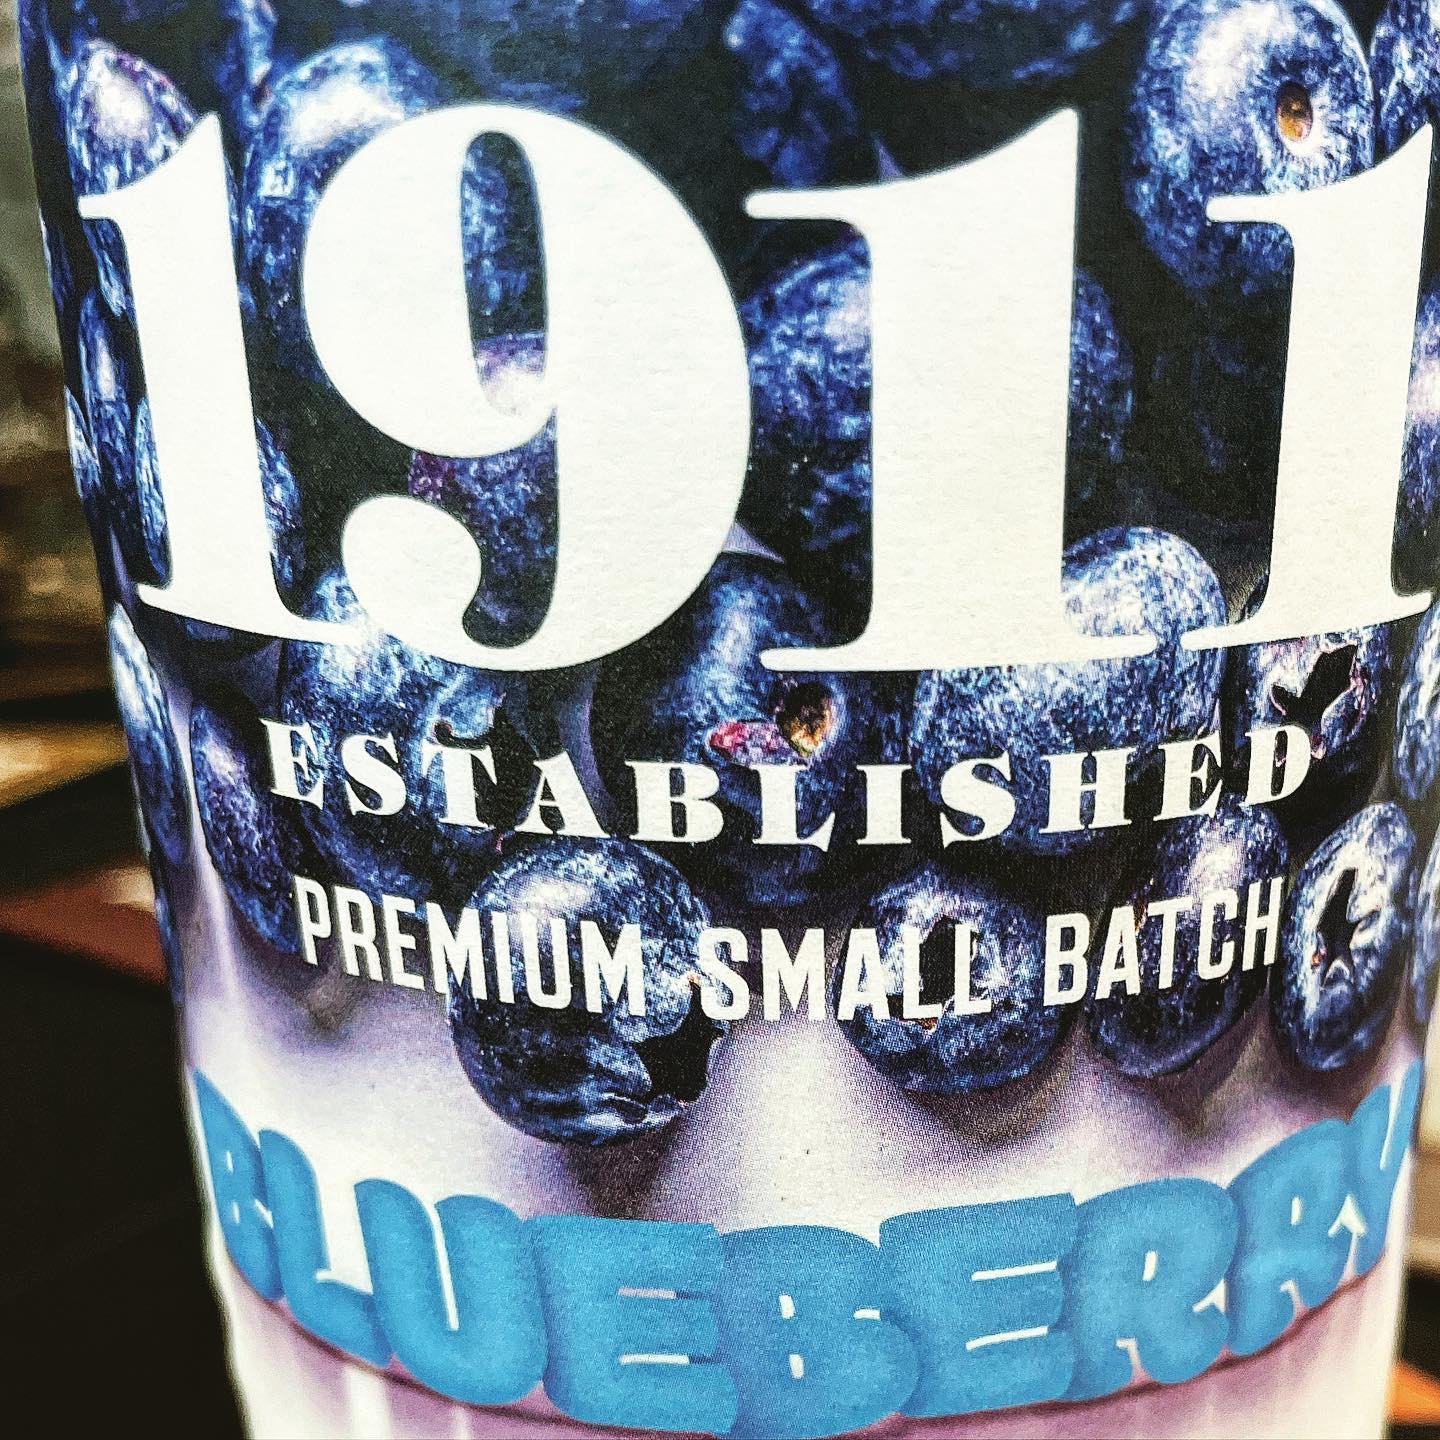 1911
ESTABLISHED
PREMIUM SMALL BATCH
BLUEBERRY